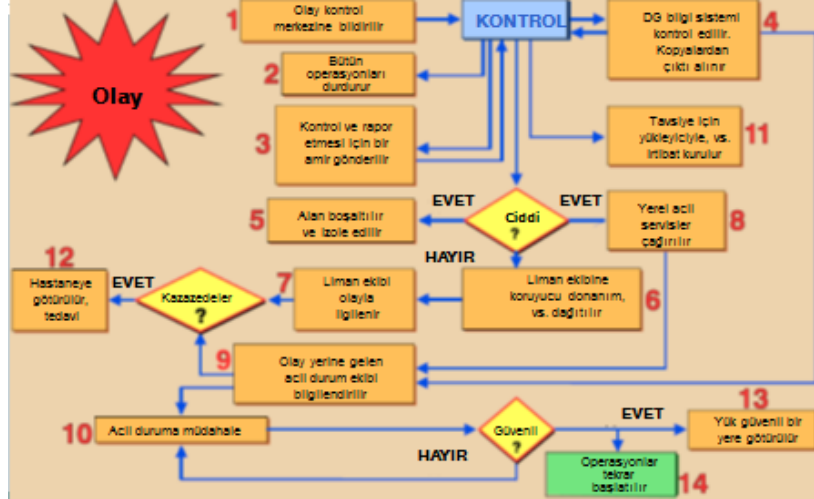 Olay
1
Olay kontrol
merkezine bildirilir
KONTROL
DG bilgi sistemi
kontrol edilir.
Kopyalardan
çıktı alınır
4
2
Bütün
operasyonları
durdurur
3
Kontrol ve rapor
etmesi için bir
amir gönderilir
Tavsiye için
yükleyiciyle, vs.
irtibat kurulur
11
5
Alan boşaltılır
ve izole edilir
EVET
Ciddi
?
EVET
Yerel acil
servisler
çağırılır
8
HAYIR
12
Hastaneye
götürülür,
tedavi
EVET
Kazazedeler
?
7
Liman ekibi
olayla
ilgilenir
Liman ekibine
koruyucu donanım,
vs. dağıtılır
6
9
Olay yerine gelen
acil durum ekibi
bilgilendirilir
10
Acil duruma müdahale
Güvenli
?
EVET
HAYIR
13
Yük güvenli bir
yere götürülür
Operasyonlar
tekrar
başlatılır
14